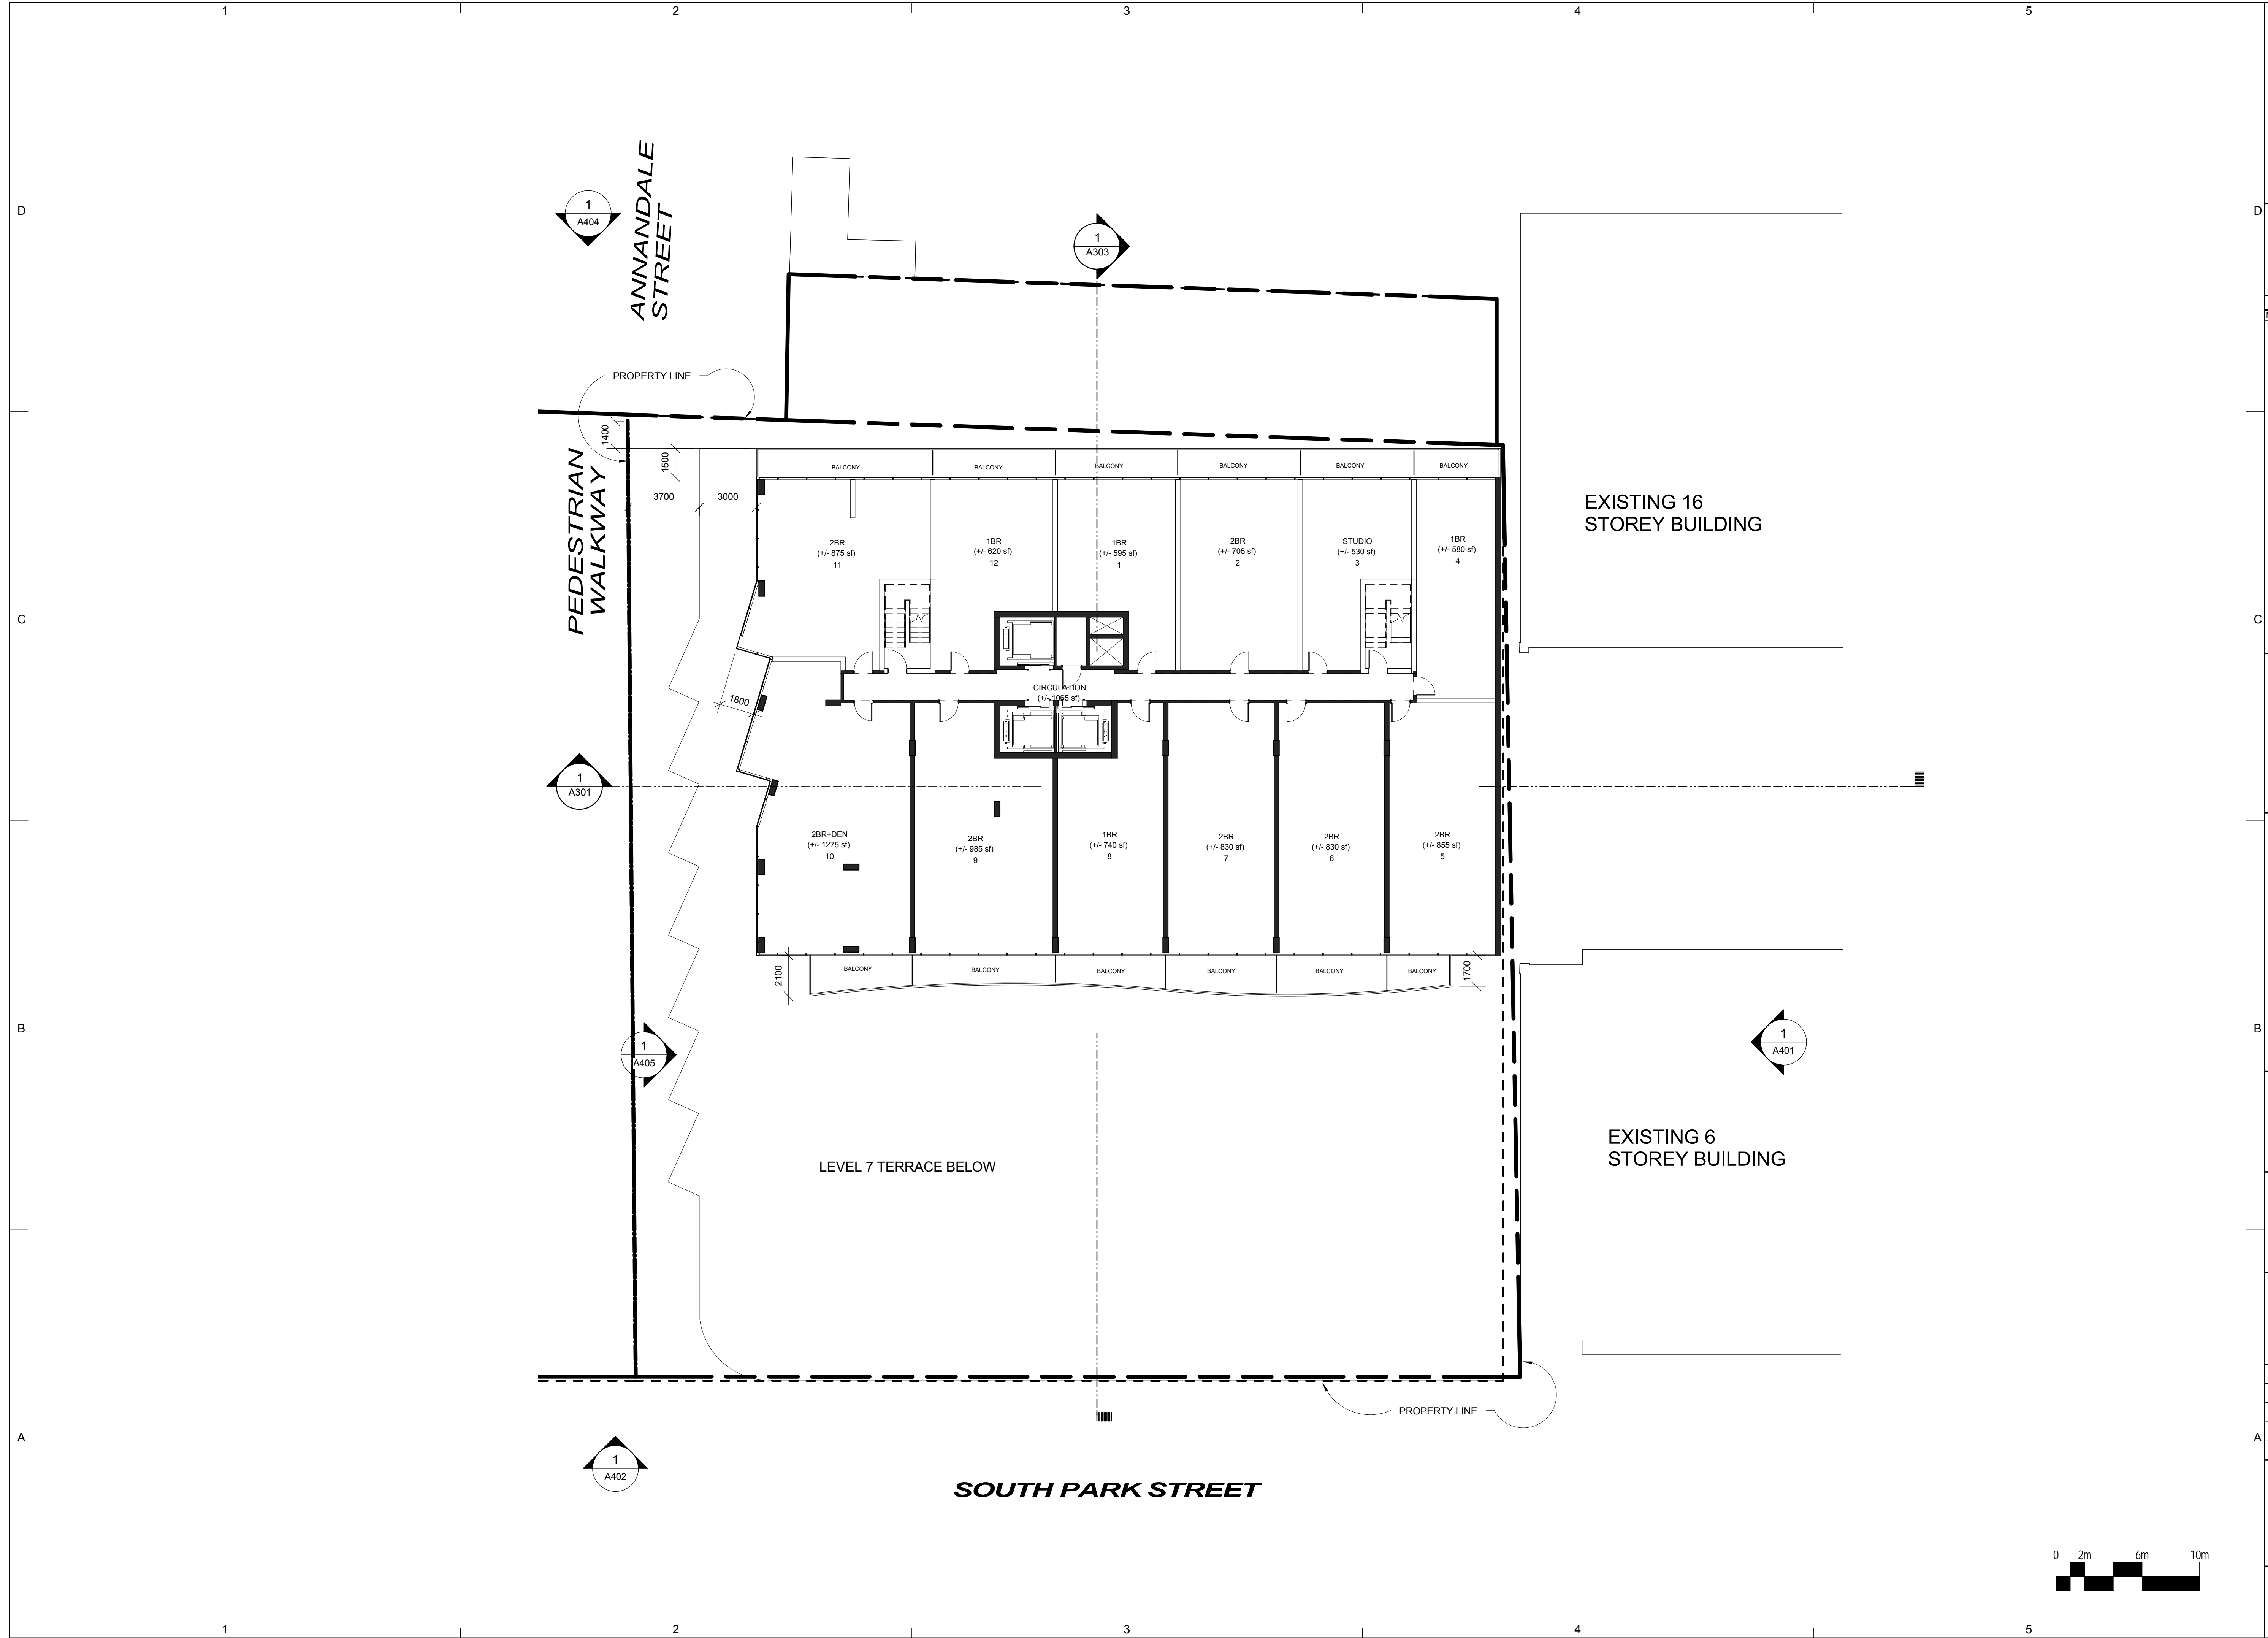 1
2
3
4
5
D
D
1
A404
ANNANDALE
STREET
1
A303
PROPERTY LINE
1400
1500
3700
3000
PEDESTRIAN
WALKWAY
BALCONY
BALCONY
BALCONY
BALCONY
BALCONY
BALCONY
EXISTING 16
STOREY BUILDING
2BR
(+/- 875 sf)
11
1BR
(+/- 620 sf)
12
1BR
(+/- 595 sf)
1
2BR
(+/- 705 sf)
2
STUDIO
(+/- 530 sf)
3
1BR
(+/- 580 sf)
4
C
C
CIRCULATION
(+/- 1065 sf)
1800
1
A301
2BR+DEN
(+/- 1275 sf)
10
2BR
(+/- 985 sf)
9
1BR
(+/- 740 sf)
8
2BR
(+/- 830 sf)
7
2BR
(+/- 830 sf)
6
2BR
(+/- 855 sf)
5
2100
BALCONY
BALCONY
BALCONY
BALCONY
BALCONY
BALCONY
1700
B
B
1
A405
1
A401
LEVEL 7 TERRACE BELOW
EXISTING 6
STOREY BUILDING
PROPERTY LINE
A
A
1
A402
SOUTH PARK STREET
0 2m 6m 10m
1
2
3
4
5